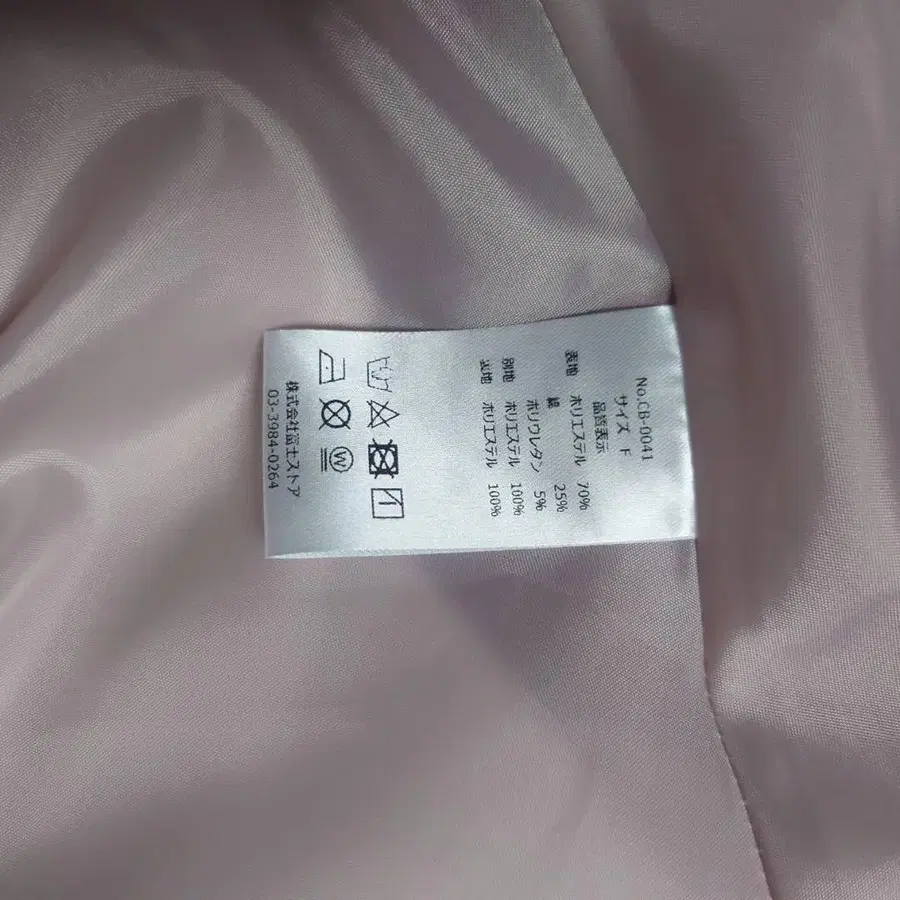 No.CB-0041
サイズ F
品質表示
表地 ポリエステル 70%
綿 25%
ポリウレタン 5%
別地 ポリエステル 100%
裏地 ポリエステル 100%
W
株式会社冨士ストア
03-3984-0264